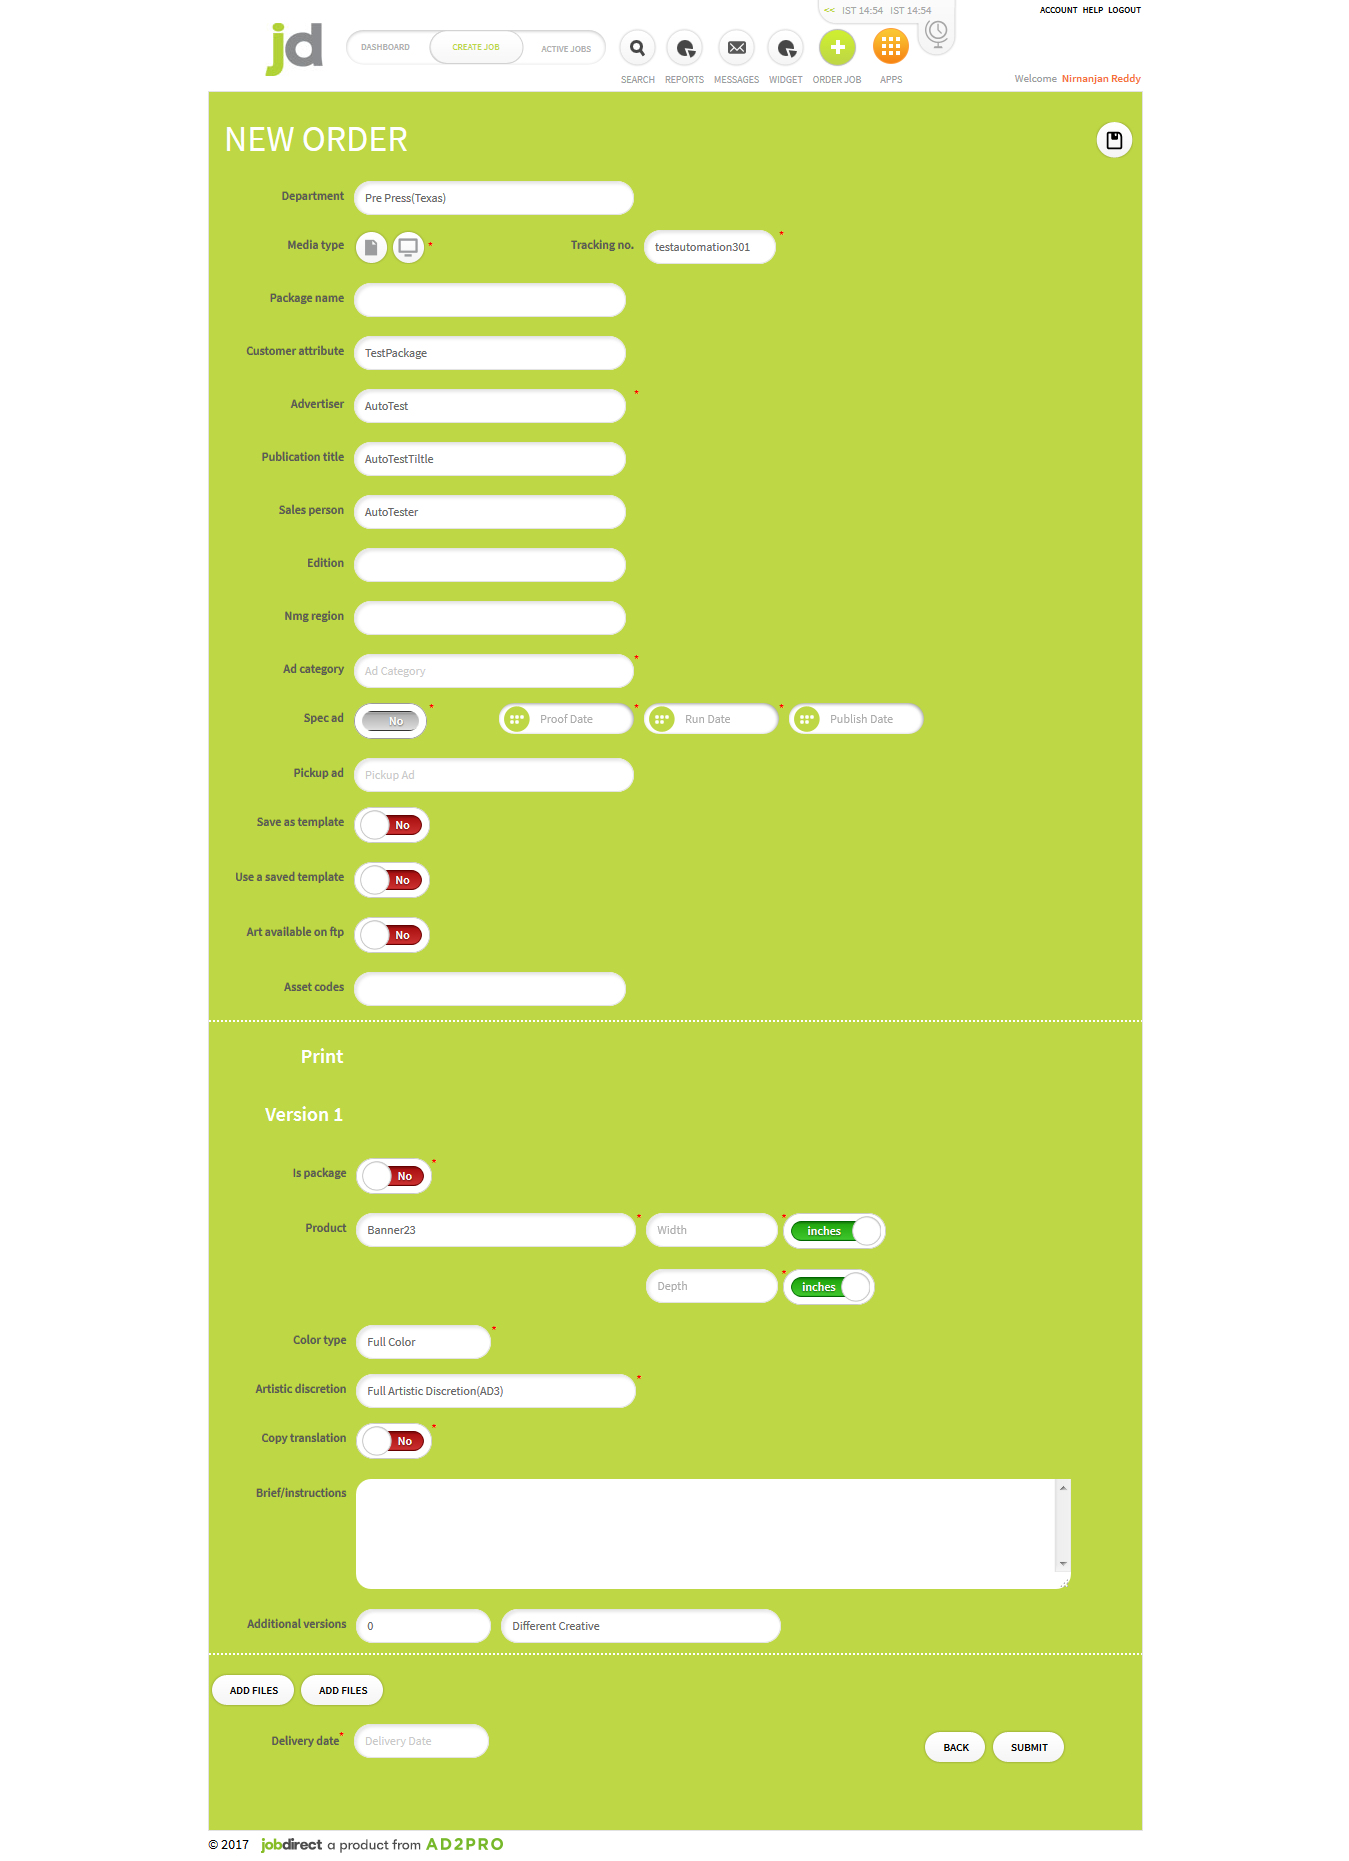 << IST 14:54 IST 14:54
ACCOUNT HELP LOGOUT
jd
DASHBOARD CREATE JOB ACTIVE JOBS
SEARCH REPORTS MESSAGES WIDGET ORDER JOB APPS
Welcome Nirnanjan Reddy
NEW ORDER
Department Pre Press(Texas)
Media type * Tracking no. testautomation301 *
Package name
Customer attribute TestPackage
Advertiser AutoTest *
Publication title AutoTestTiltle
Sales person AutoTester
Edition
Nmg region
Ad category Ad Category *
Spec ad No * Proof Date * Run Date * Publish Date
Pickup ad Pickup Ad
Save as template No
Use a saved template No
Art available on ftp No
Asset codes
Print
Version 1
Is package No *
Product Banner23 * Width * inches
Depth * inches
Color type Full Color *
Artistic discretion Full Artistic Discretion(AD3) *
Copy translation No *
Brief/instructions
Additional versions 0 Different Creative
ADD FILES ADD FILES
Delivery date* Delivery Date BACK SUBMIT
© 2017 jobdirect a product from AD2PRO